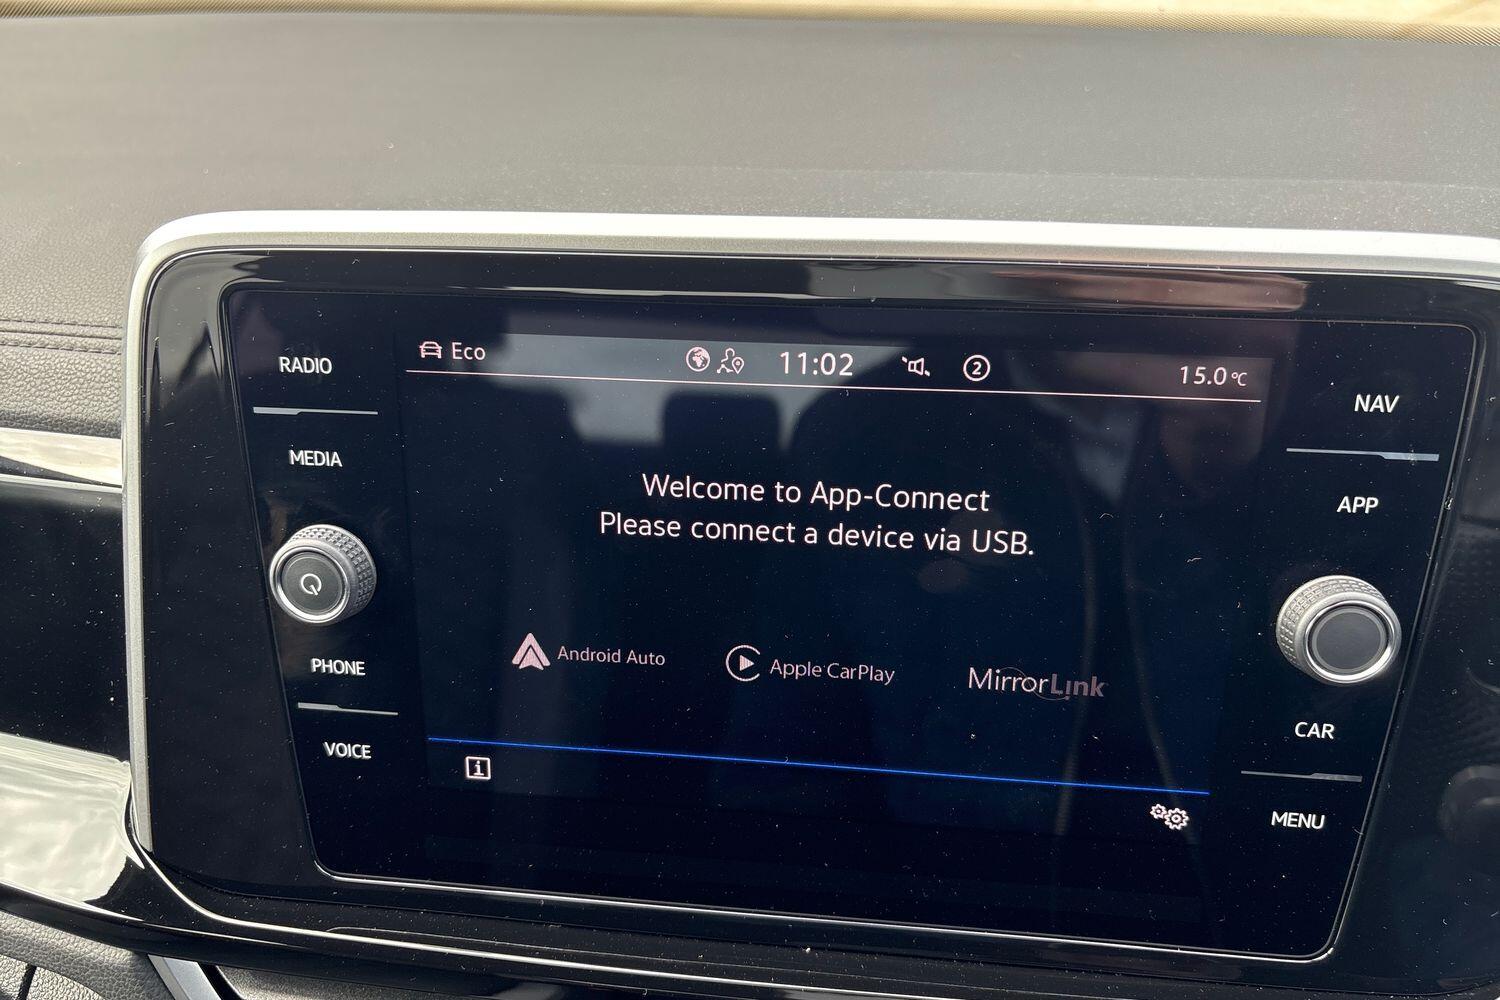 RADIO
MEDIA
PHONE
VOICE
Eco
11:02
2
15.0 °C
Welcome to App-Connect
Please connect a device via USB.
Android Auto
Apple CarPlay
MirrorLink
i
NAV
APP
CAR
MENU